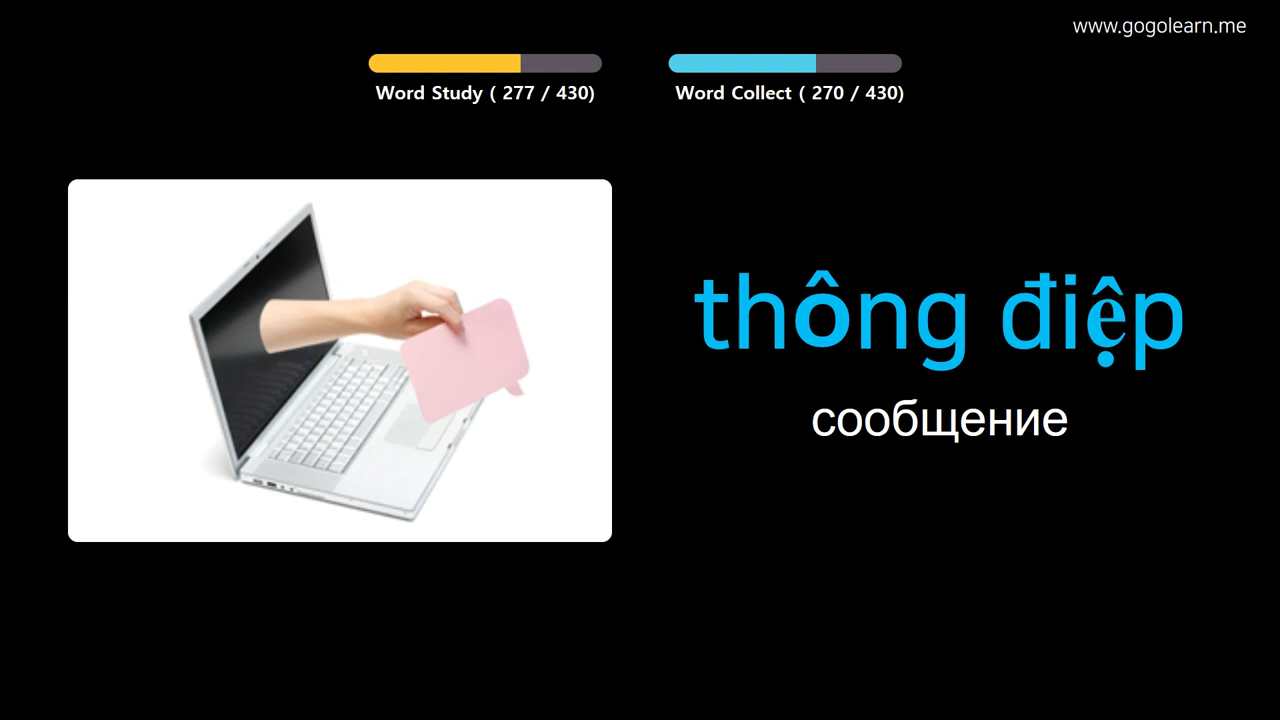 www.gogolearn.me
Word Study ( 277 / 430)
Word Collect ( 270 / 430)
thông điệp
сообщение